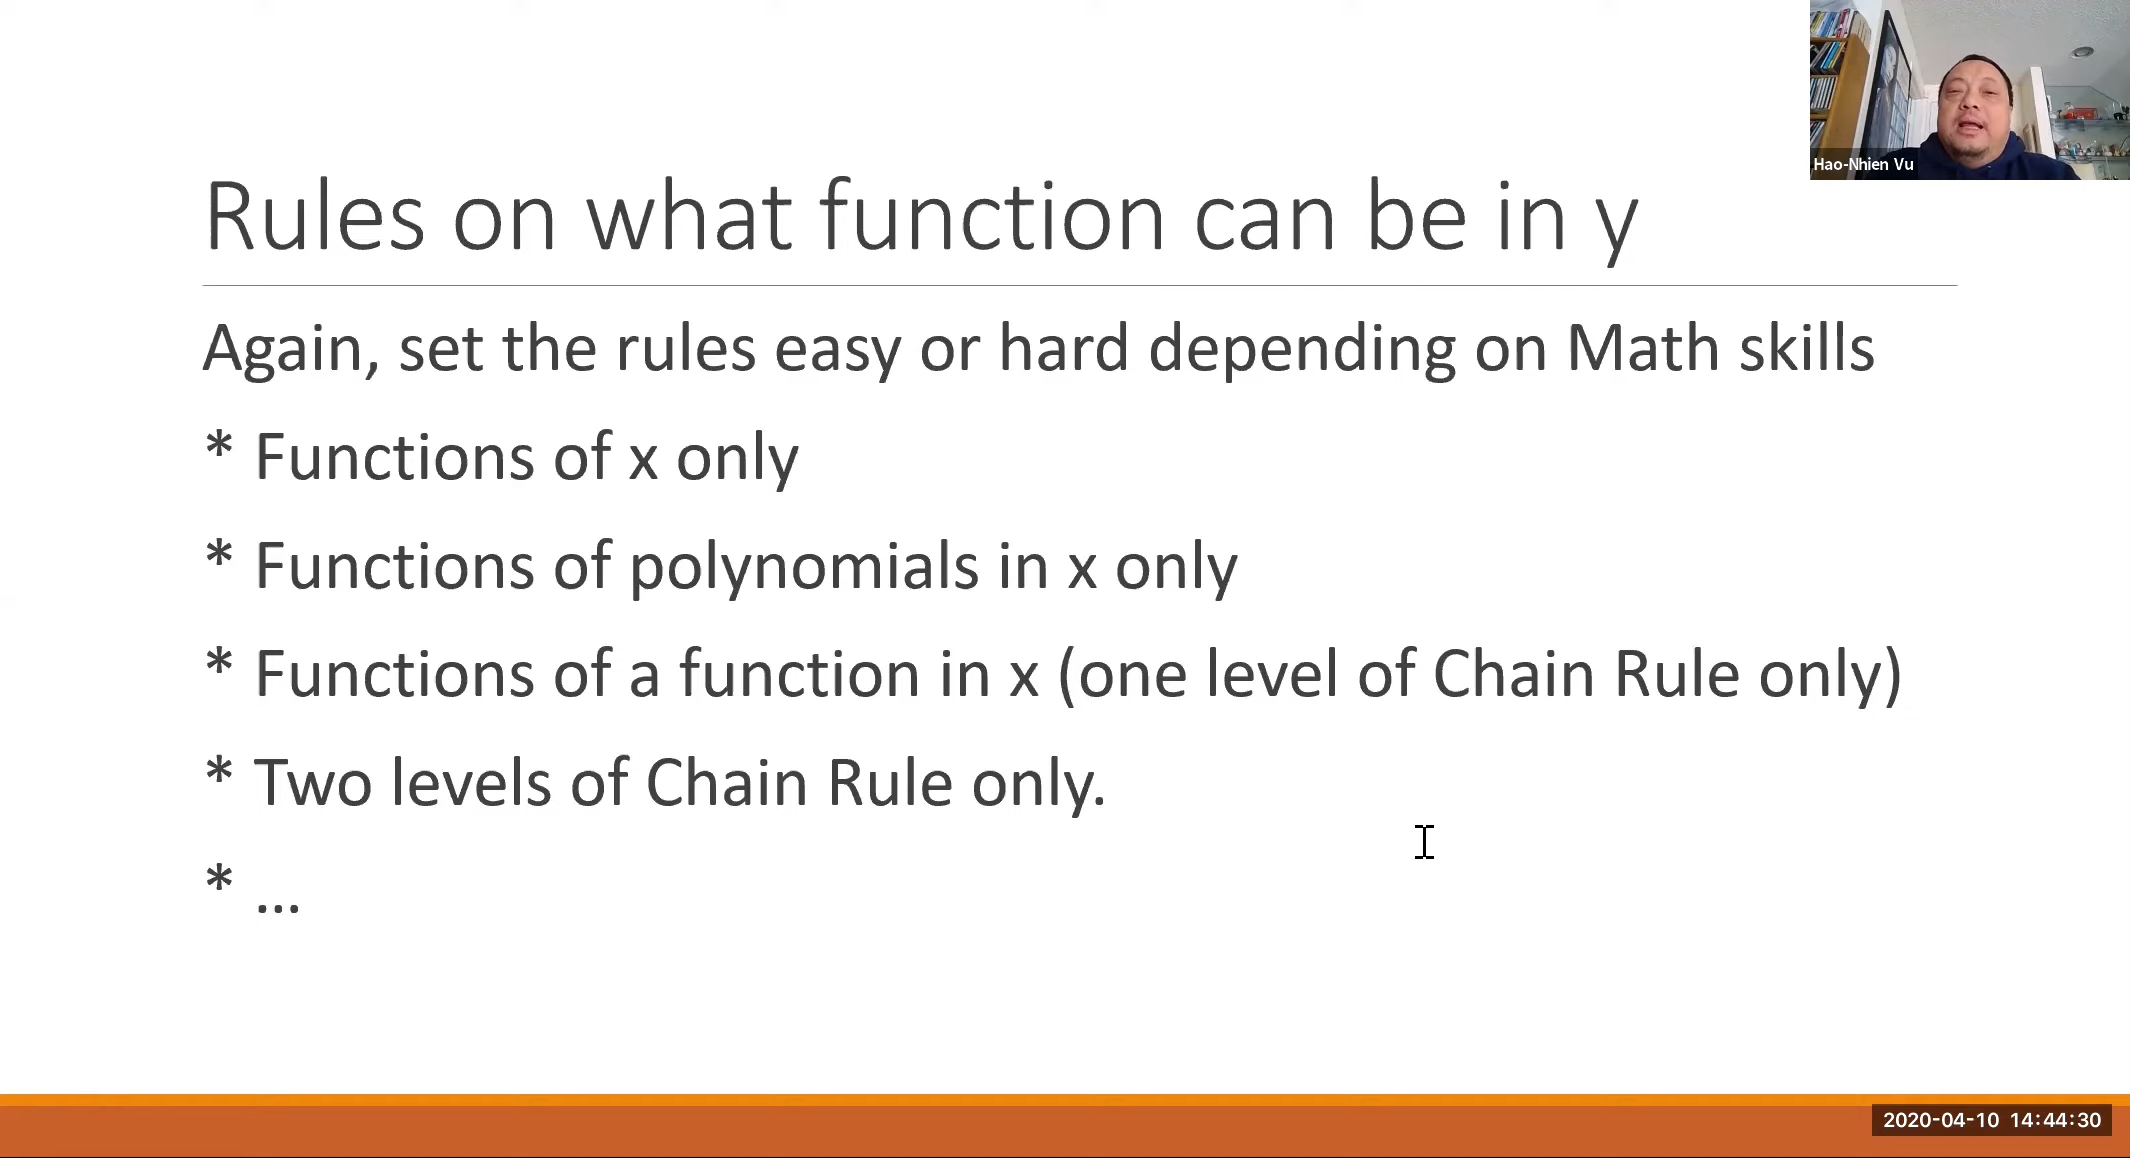 Hao-Nhien Vu
Rules on what function can be in y
Again, set the rules easy or hard depending on Math skills
* Functions of x only
* Functions of polynomials in x only
* Functions of a function in x (one level of Chain Rule only)
* Two levels of Chain Rule only.
* ...
2020-04-10 14:44:30